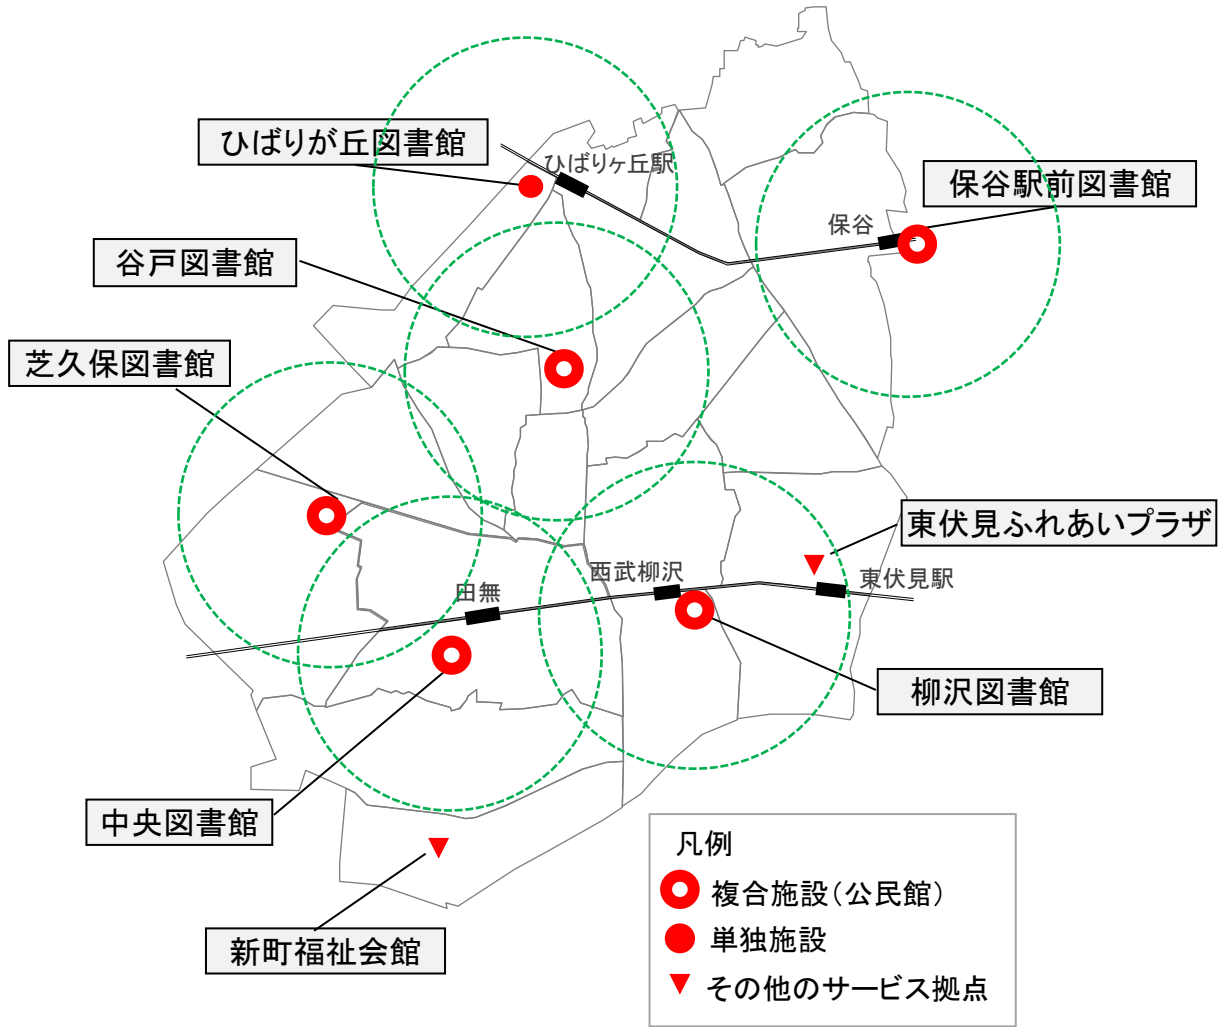 ひばりが丘図書館
ひばりヶ丘駅
保谷駅前図書館
保谷
谷戸図書館
芝久保図書館
東伏見ふれあいプラザ
西武柳沢
東伏見駅
田無
柳沢図書館
中央図書館
新町福祉会館
凡例
複合施設（公民館）
単独施設
その他のサービス拠点